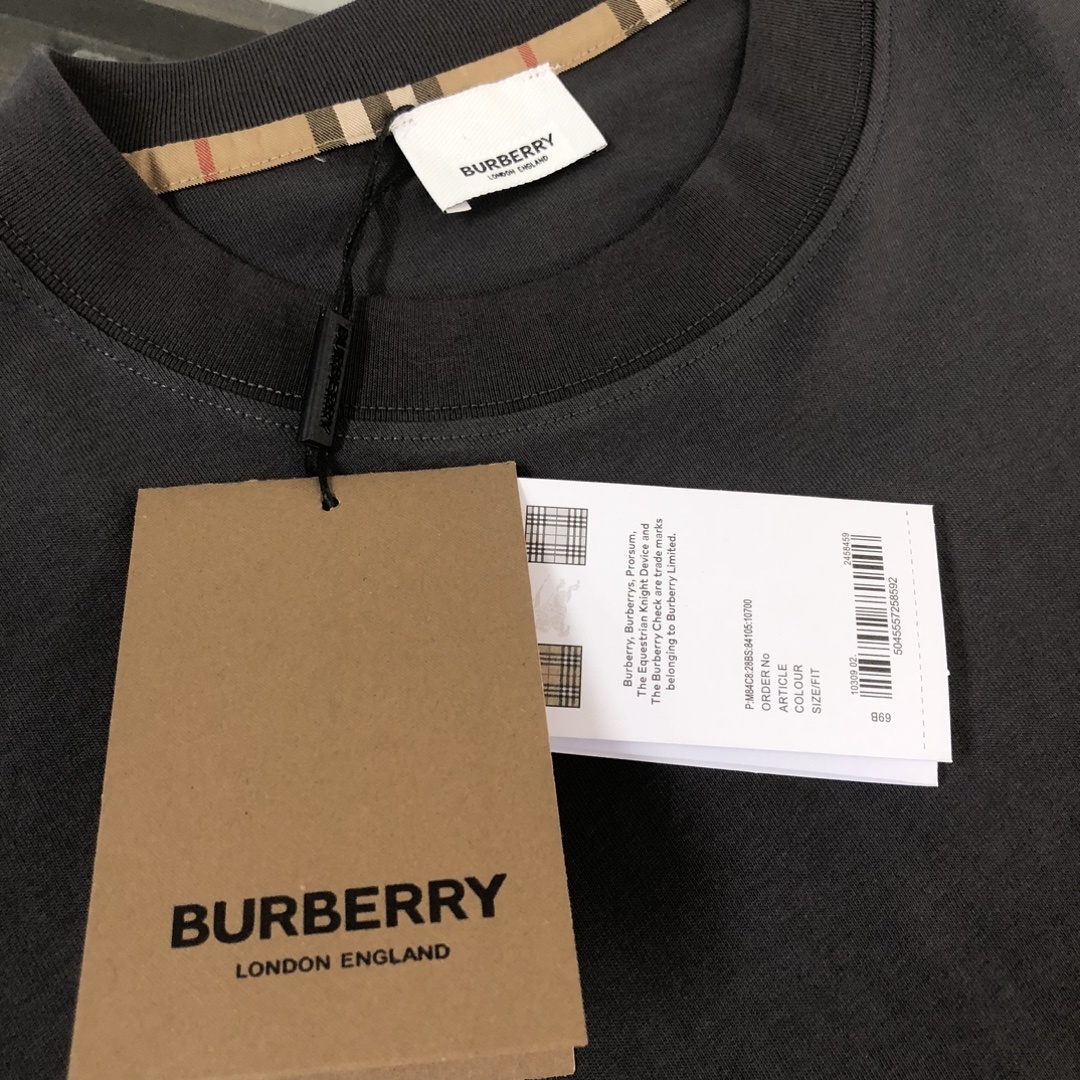 BURBERRY
LONDON ENGLAND
BURBERRY
BURBERRY
LONDON ENGLAND
Burberry, Burberrys, Prorsum,
The Equestrian Knight Device and
The Burberry Check are trade marks
belonging to Burberry Limited.
P:M84C8:28BS:84105:10700
ORDER No
ARTICLE
COLOUR
SIZE/FIT
2458459
10309 02-
5045557258592
69B